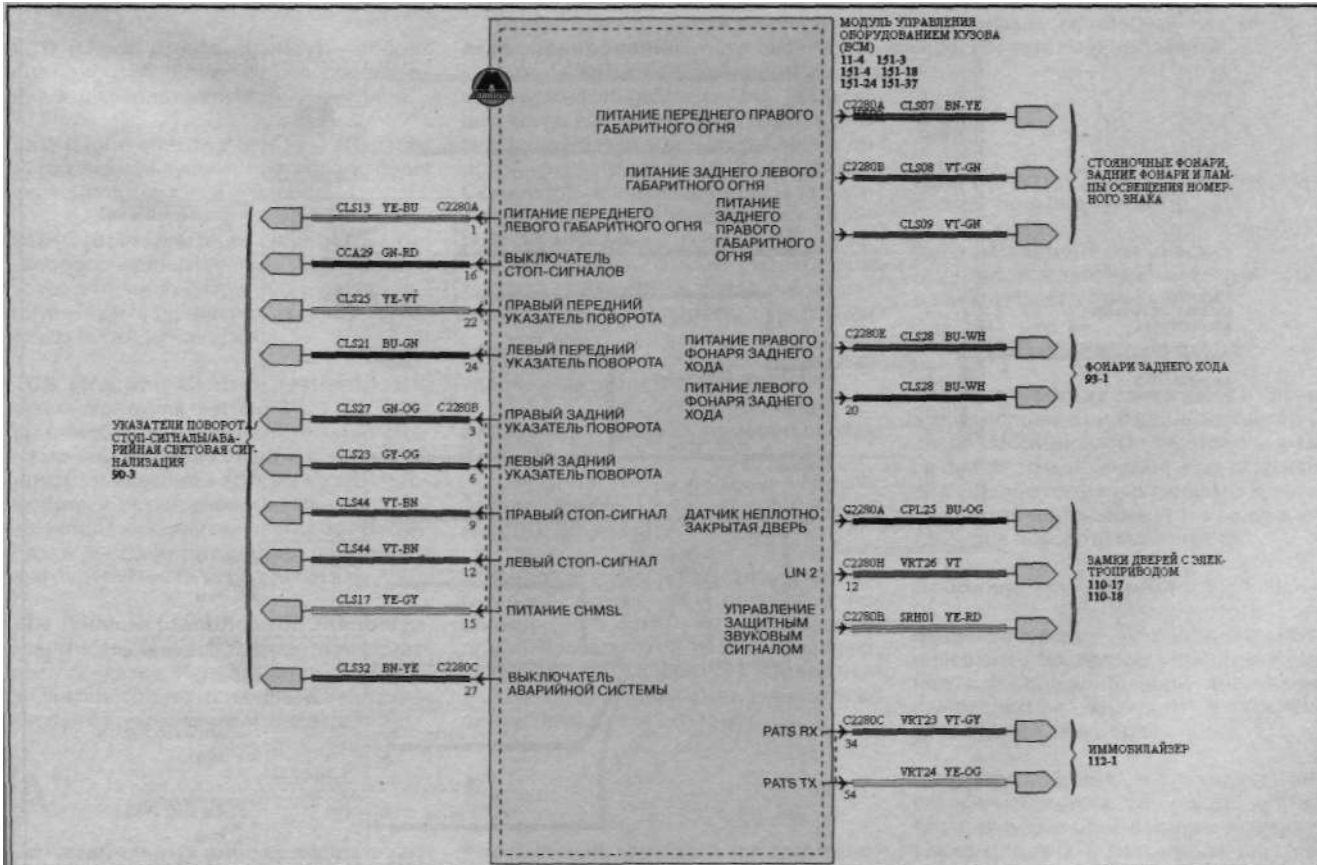 МОДУЛЬ УПРАВЛЕНИЯ
ОБОРУДОВАНИЕМ КУЗОВА
(BCM)
11-4 151-3
151-4 151-18
151-24 151-37
ПИТАНИЕ ПЕРЕДНЕГО ПРАВОГО
ГАБАРИТНОГО ОГНЯ
C2280A CLS07 BN-YE
ПИТАНИЕ ЗАДНЕГО ЛЕВОГО
ГАБАРИТНОГО ОГНЯ
C2280B CLS08 VT-GN
ПИТАНИЕ
ЗАДНЕГО
ПРАВОГО
ГАБАРИТНОГО
ОГНЯ
CLS09 VT-GN
СТОЯНОЧНЫЕ ФОНАРИ,
ЗАДНИЕ ФОНАРИ И ЛАМ-
ПЫ ОСВЕЩЕНИЯ НОМЕР-
НОГО ЗНАКА
CLS13 YE-BU C2280A
1
ПИТАНИЕ ПЕРЕДНЕГО
ЛЕВОГО ГАБАРИТНОГО ОГНЯ
CCA29 GN-RD
16
ВЫКЛЮЧАТЕЛЬ
СТОП-СИГНАЛОВ
CLS25 YE-VT
22
ПРАВЫЙ ПЕРЕДНИЙ
УКАЗАТЕЛЬ ПОВОРОТА
CLS21 BU-GN
24
ЛЕВЫЙ ПЕРЕДНИЙ
УКАЗАТЕЛЬ ПОВОРОТА
CLS27 GN-OG C2280B
3
ПРАВЫЙ ЗАДНИЙ
УКАЗАТЕЛЬ ПОВОРОТА
CLS23 GY-OG
6
ЛЕВЫЙ ЗАДНИЙ
УКАЗАТЕЛЬ ПОВОРОТА
CLS44 VT-BN
9
ПРАВЫЙ СТОП-СИГНАЛ
CLS44 VT-BN
12
ЛЕВЫЙ СТОП-СИГНАЛ
CLS17 YE-GY
15
ПИТАНИЕ CHMSL
CLS32 BN-YE C2280C
27
ВЫКЛЮЧАТЕЛЬ
АВАРИЙНОЙ СИСТЕМЫ
УКАЗАТЕЛИ ПОВОРОТА/
СТОП-СИГНАЛЫ/АВА-
РИЙНАЯ СВЕТОВАЯ СИГ-
НАЛИЗАЦИЯ
90-3
ПИТАНИЕ ПРАВОГО
ФОНАРЯ ЗАДНЕГО
ХОДА
C2280E CLS28 BU-WH
ПИТАНИЕ ЛЕВОГО
ФОНАРЯ ЗАДНЕГО
ХОДА
CLS28 BU-WH
20
ФОНАРИ ЗАДНЕГО ХОДА
93-1
ДАТЧИК НЕПЛОТНО
ЗАКРЫТАЯ ДВЕРЬ
C2280A CPL25 BU-OG
LIN 2
C2280H VRT26 VT
12
УПРАВЛЕНИЕ
ЗАЩИТНЫМ
ЗВУКОВЫМ
СИГНАЛОМ
C2280B SRH01 YE-RD
ЗАМКИ ДВЕРЕЙ С ЭЛЕК-
ТРОПРИВОДОМ
110-17
110-18
PATS RX
C2280C VRT23 VT-GY
34
PATS TX
VRT24 YE-OG
54
ИММОБИЛАЙЗЕР
112-1